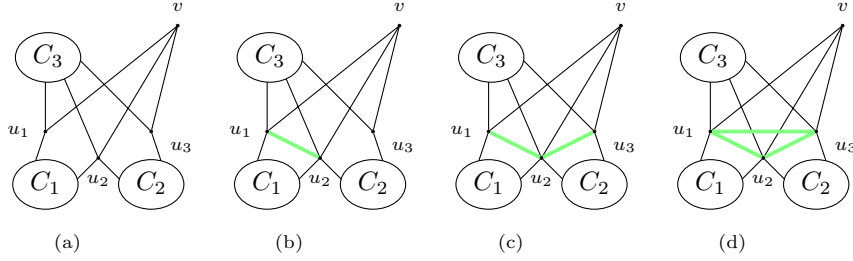 v v v v
C₃ C₃ C₃ C₃
u₁ u₃ u₁ u₃ u₁ u₃ u₁ u₃
C₁ u₂ C₂ C₁ u₂ C₂ C₁ u₂ C₂ C₁ u₂ C₂
(a) (b) (c) (d)